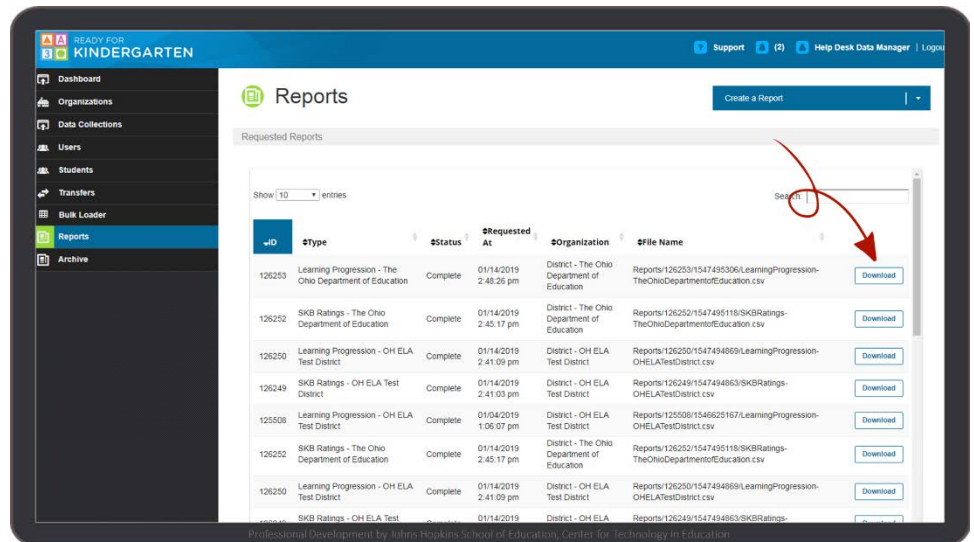 READY FOR
KINDERGARTEN
Support (2) Help Desk Data Manager | Logou
Dashboard
Organizations
Data Collections
Users
Students
Transfers
Bulk Loader
Reports
Archive
Reports
Create a Report
Requested Reports
Show 10 entries
Search:
ID Type Status Requested At Organization File Name
126253 Learning Progression - The Ohio Department of Education Complete 01/14/2019 2:48:26 pm District - The Ohio Department of Education Reports/126253/1547495306/LearningProgression-TheOhioDepartmentofEducation.csv Download
126252 SKB Ratings - The Ohio Department of Education Complete 01/14/2019 2:45:17 pm District - The Ohio Department of Education Reports/126252/1547495118/SKBRatings-TheOhioDepartmentofEducation.csv Download
126250 Learning Progression - OH ELA Test District Complete 01/14/2019 2:41:09 pm District - OH ELA Test District Reports/126250/1547494869/LearningProgression-OHELATestDistrict.csv Download
126249 SKB Ratings - OH ELA Test District Complete 01/14/2019 2:41:03 pm District - OH ELA Test District Reports/126249/1547494863/SKBRatings-OHELATestDistrict.csv Download
125508 Learning Progression - OH ELA Test District Complete 01/04/2019 1:06:07 pm District - OH ELA Test District Reports/125508/1546625167/LearningProgression-OHELATestDistrict.csv Download
126252 SKB Ratings - The Ohio Department of Education Complete 01/14/2019 2:45:17 pm District - The Ohio Department of Education Reports/126252/1547495118/SKBRatings-TheOhioDepartmentofEducation.csv Download
126250 Learning Progression - OH ELA Test District Complete 01/14/2019 2:41:09 pm District - OH ELA Test District Reports/126250/1547494869/LearningProgression-OHELATestDistrict.csv Download
SKB Ratings - OH ELA Test 01/14/2019 District - OH ELA Reports/126249/1547494863/SKBRatings-
Professional Development by Johns Hopkins School of Education, Center for Technology in Education